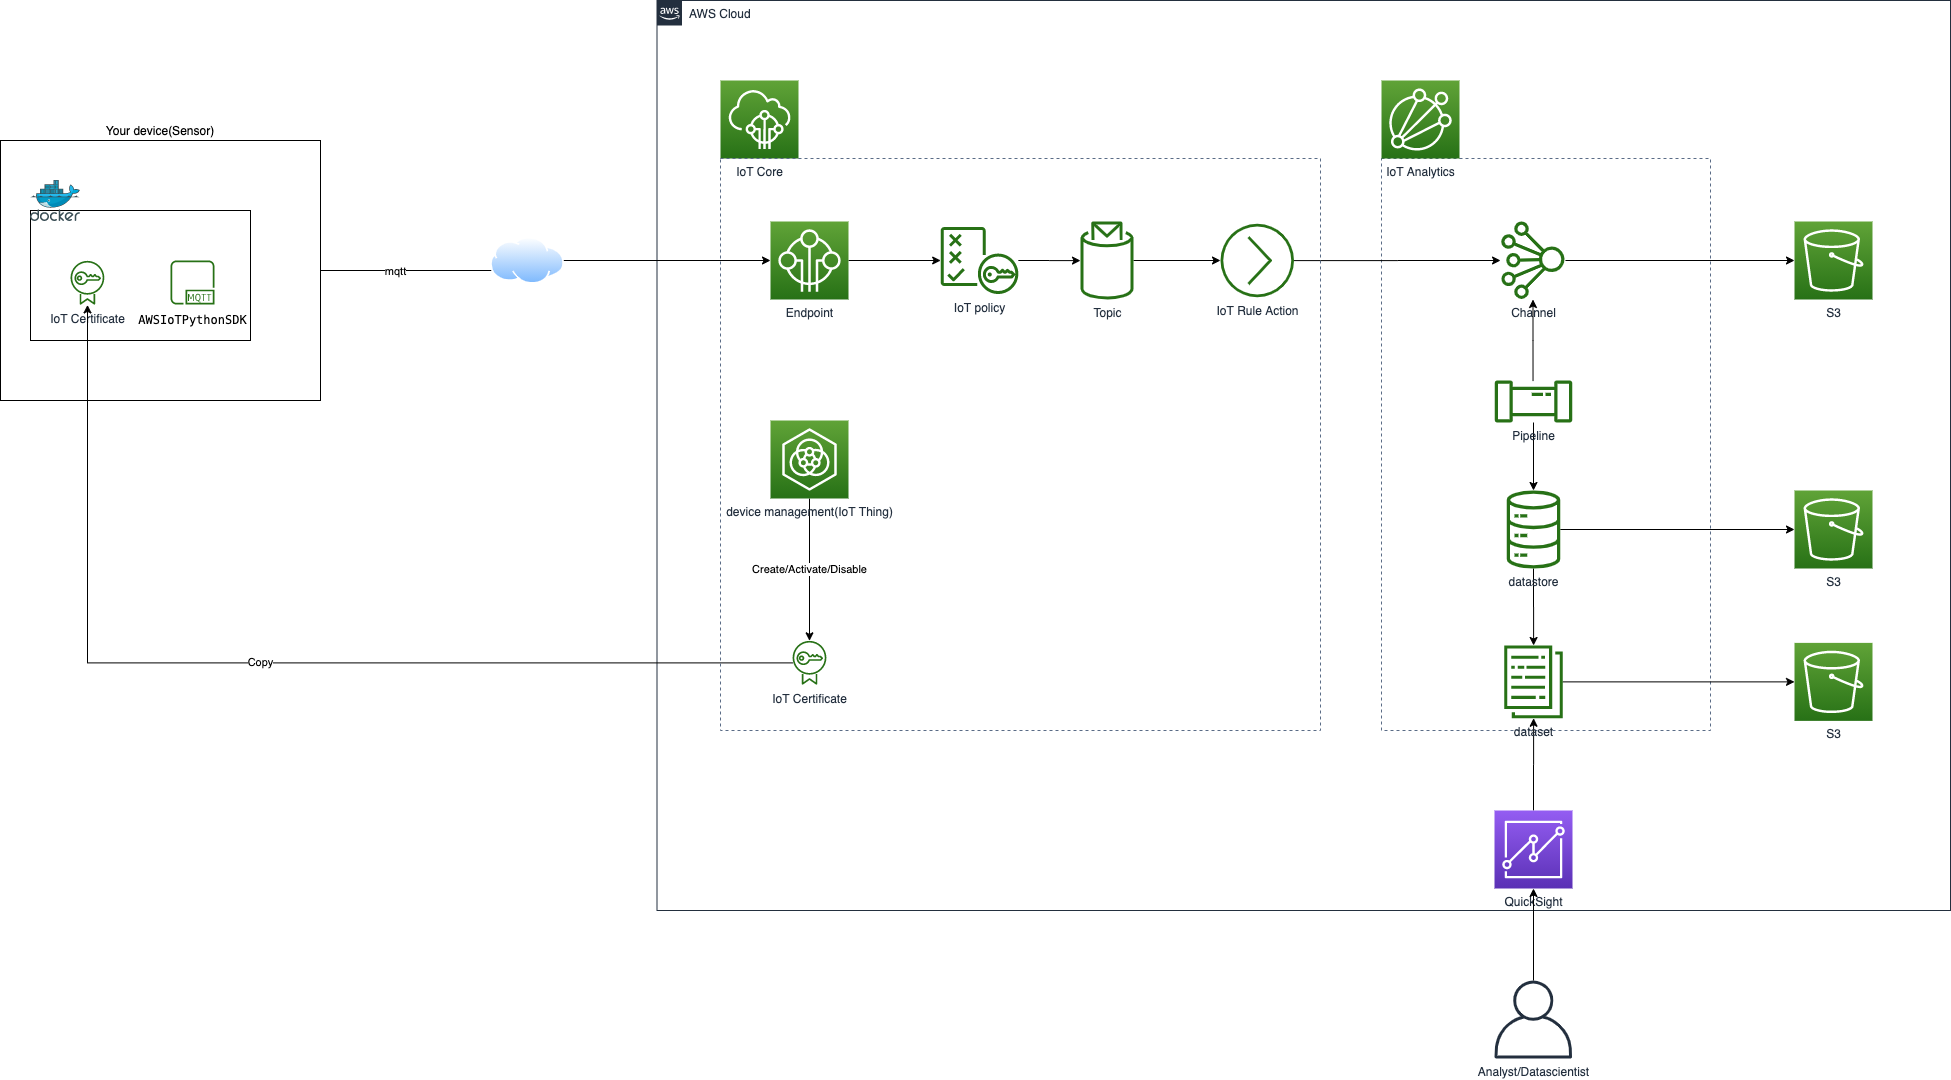 aws
AWS Cloud
Your device(Sensor)
docker
IoT Certificate
MQTT
AWSIoTPythonSDK
mqtt
IoT Core
Endpoint
IoT policy
Topic
IoT Rule Action
device management(IoT Thing)
Create/Activate/Disable
IoT Certificate
Copy
IoT Analytics
Channel
S3
Pipeline
datastore
S3
dataset
S3
QuickSight
Analyst/Datascientist